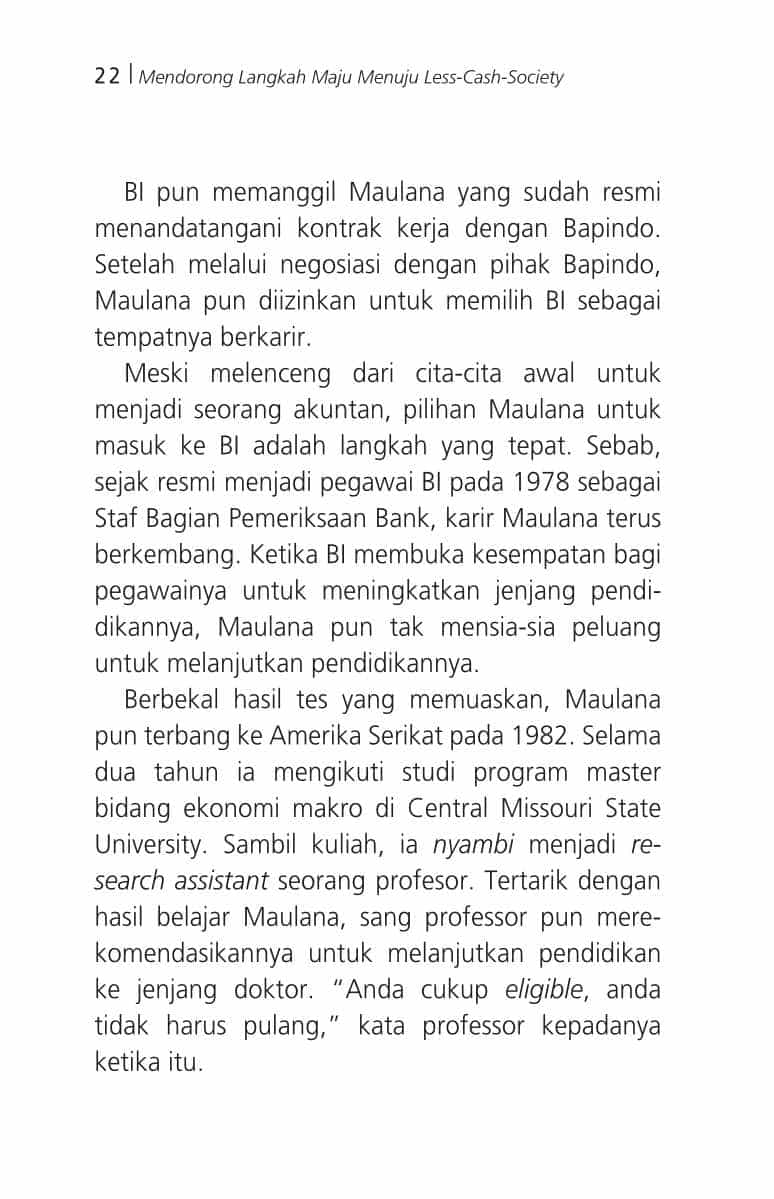 22 | Mendorong Langkah Maju Menuju Less-Cash-Society
BI pun memanggil Maulana yang sudah resmi
menandatangani kontrak kerja dengan Bapindo.
Setelah melalui negosiasi dengan pihak Bapindo,
Maulana pun diizinkan untuk memilih BI sebagai
tempatnya berkarir.
Meski melenceng dari cita-cita awal untuk
menjadi seorang akuntan, pilihan Maulana untuk
masuk ke BI adalah langkah yang tepat. Sebab,
sejak resmi menjadi pegawai BI pada 1978 sebagai
Staf Bagian Pemeriksaan Bank, karir Maulana terus
berkembang. Ketika BI membuka kesempatan bagi
pegawainya untuk meningkatkan jenjang pendi-
dikannya, Maulana pun tak mensia-sia peluang
untuk melanjutkan pendidikannya.
Berbekal hasil tes yang memuaskan, Maulana
pun terbang ke Amerika Serikat pada 1982. Selama
dua tahun ia mengikuti studi program master
bidang ekonomi makro di Central Missouri State
University. Sambil kuliah, ia nyambi menjadi re-
search assistant seorang profesor. Tertarik dengan
hasil belajar Maulana, sang professor pun mere-
komendasikannya untuk melanjutkan pendidikan
ke jenjang doktor. “Anda cukup eligible, anda
tidak harus pulang,” kata professor kepadanya
ketika itu.